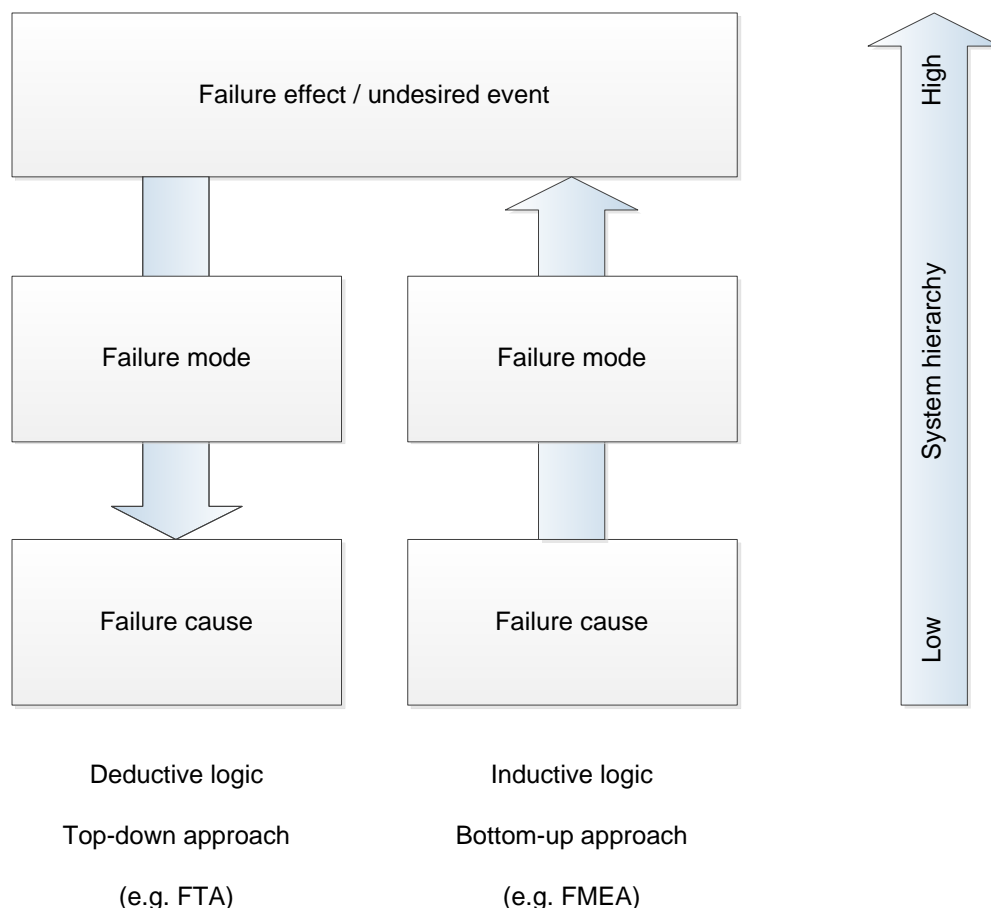 Failure effect / undesired event
Failure mode
Failure mode
Failure cause
Failure cause
Deductive logic
Top-down approach
(e.g. FTA)
Inductive logic
Bottom-up approach
(e.g. FMEA)
High
System hierarchy
Low